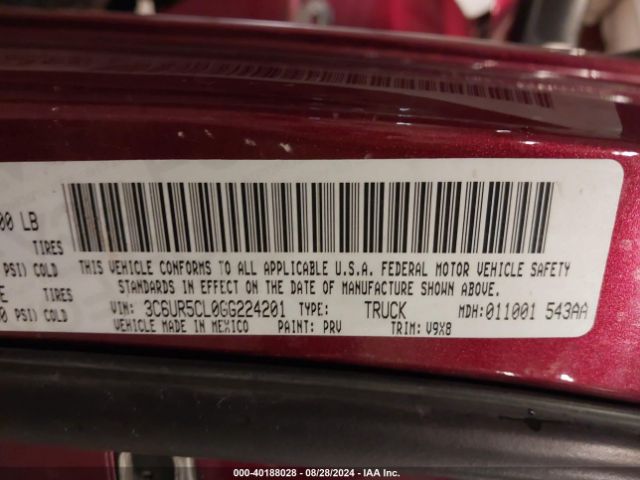 00 LB
TIRES
PSI) COLD
THIS VEHICLE CONFORMS TO ALL APPLICABLE U.S.A. FEDERAL MOTOR VEHICLE SAFETY
TIRES
STANDARDS IN EFFECT ON THE DATE OF MANUFACTURE SHOWN ABOVE.
PSI) COLD
VIN: 3C6UR5CL0GG224201 TYPE: TRUCK MDH:011001 543AA
VEHICLE MADE IN MEXICO PAINT: PRV TRIM: V9X8
000-40188028 - 08/28/2024 - IAA Inc.